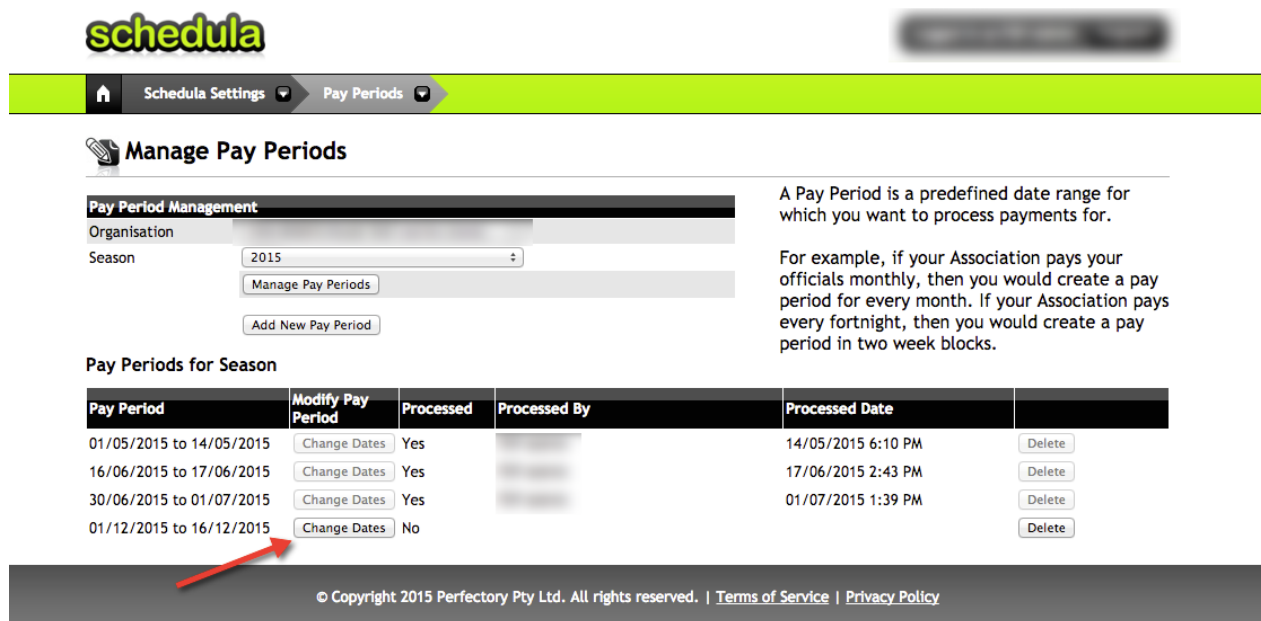 schedula
Schedula Settings Pay Periods
Manage Pay Periods
Pay Period Management
Organisation
Season 2015
Manage Pay Periods
Add New Pay Period
A Pay Period is a predefined date range for
which you want to process payments for.
For example, if your Association pays your
officials monthly, then you would create a pay
period for every month. If your Association pays
every fortnight, then you would create a pay
period in two week blocks.
Pay Periods for Season
Pay Period Modify Pay Period Processed Processed By Processed Date
01/05/2015 to 14/05/2015 Change Dates Yes 14/05/2015 6:10 PM Delete
16/06/2015 to 17/06/2015 Change Dates Yes 17/06/2015 2:43 PM Delete
30/06/2015 to 01/07/2015 Change Dates Yes 01/07/2015 1:39 PM Delete
01/12/2015 to 16/12/2015 Change Dates No Delete
© Copyright 2015 Perfectory Pty Ltd. All rights reserved. | Terms of Service | Privacy Policy